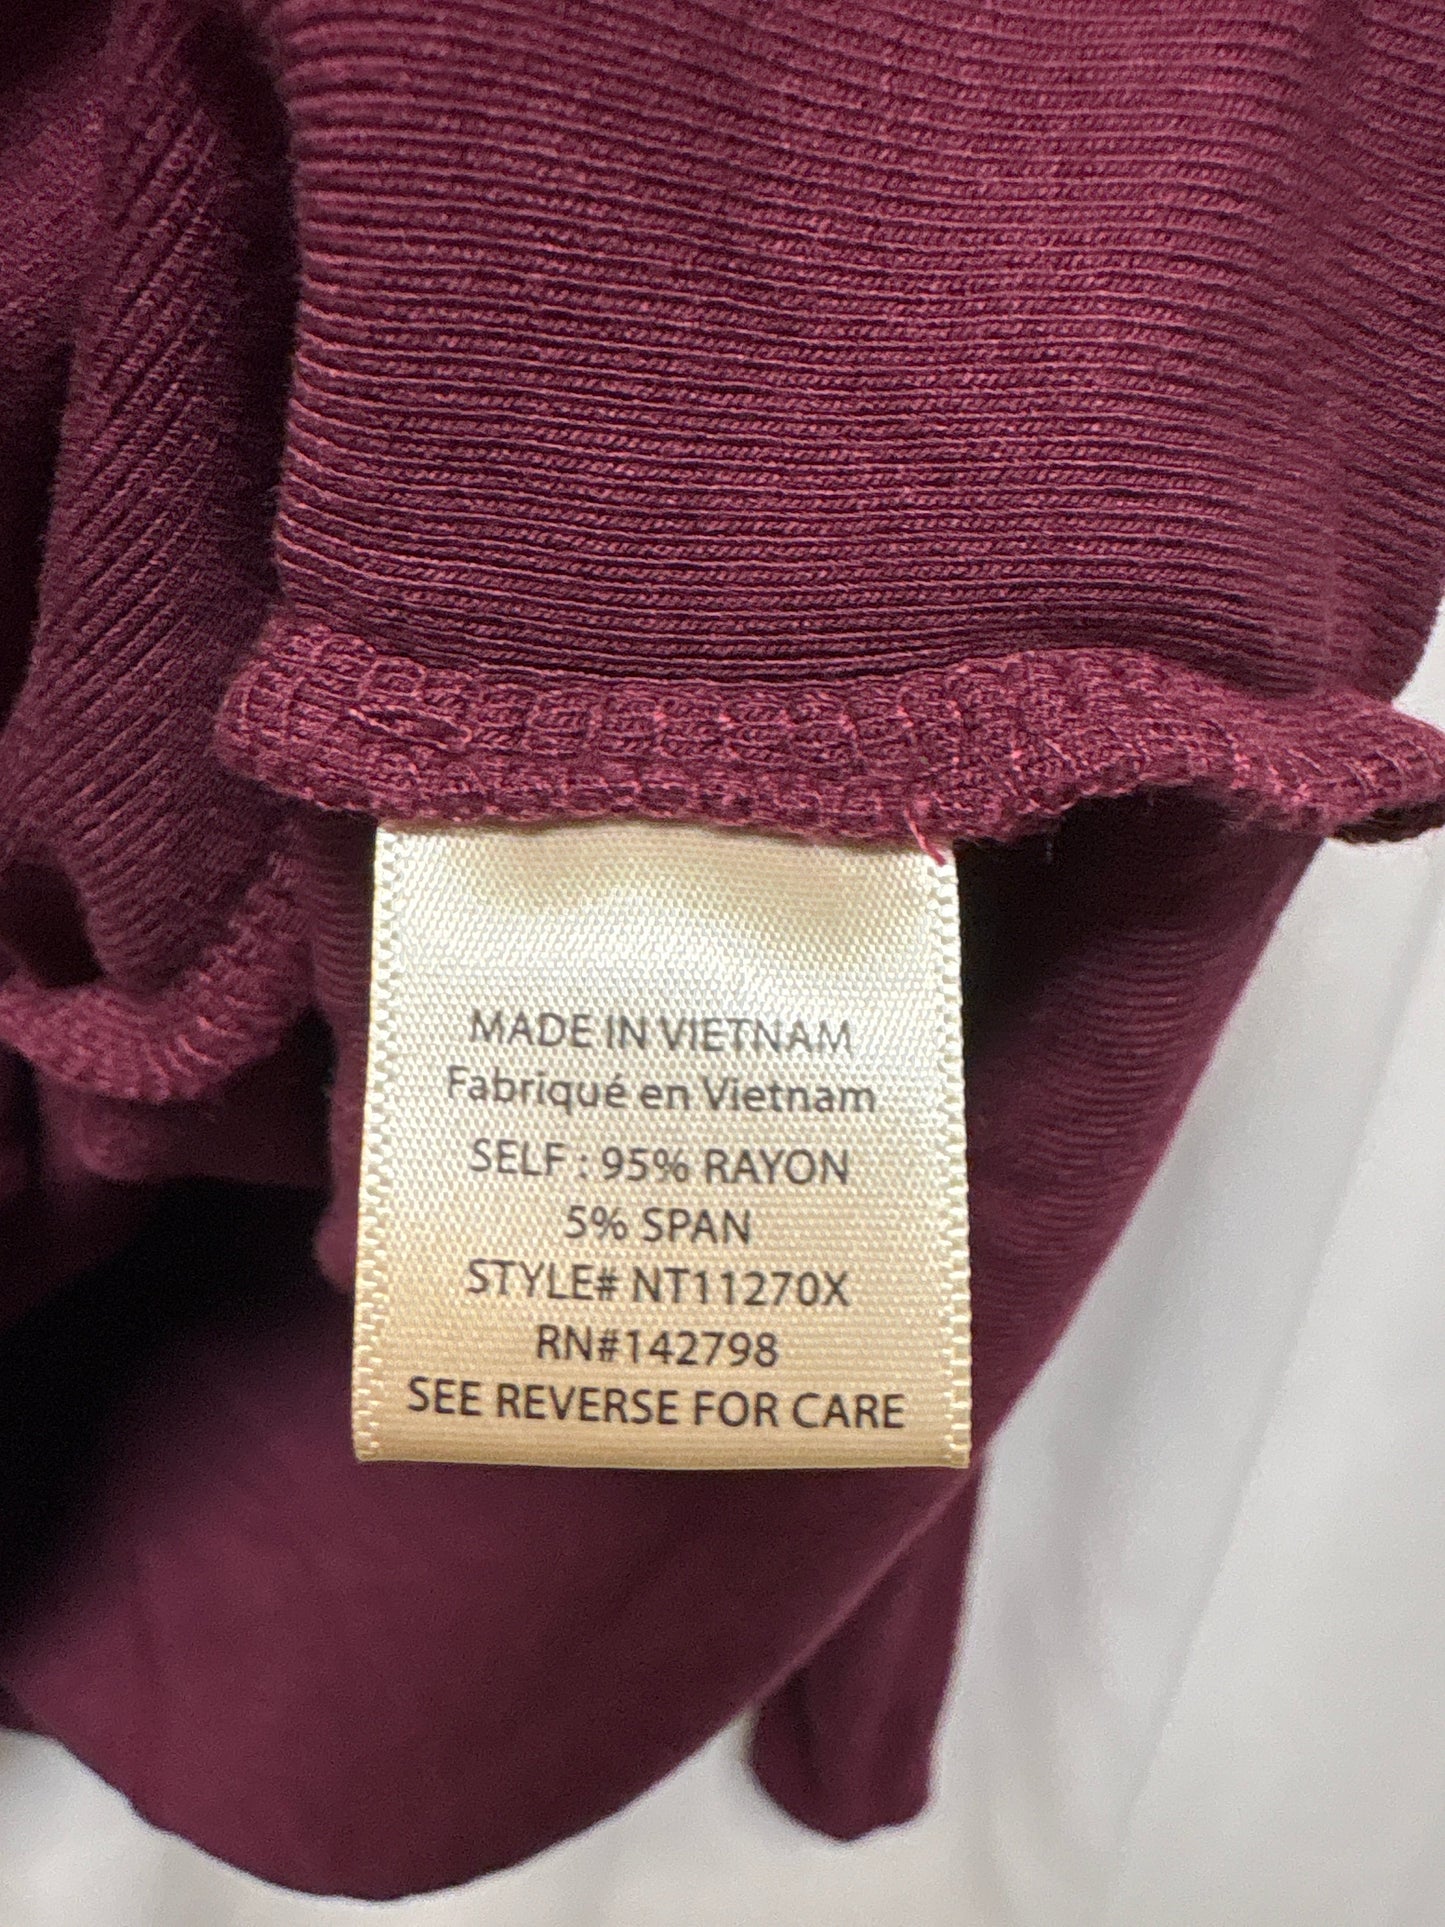 MADE IN VIETNAM
Fabriqué en Vietnam
SELF : 95% RAYON
5% SPAN
STYLE# NT11270X
RN#142798
SEE REVERSE FOR CARE